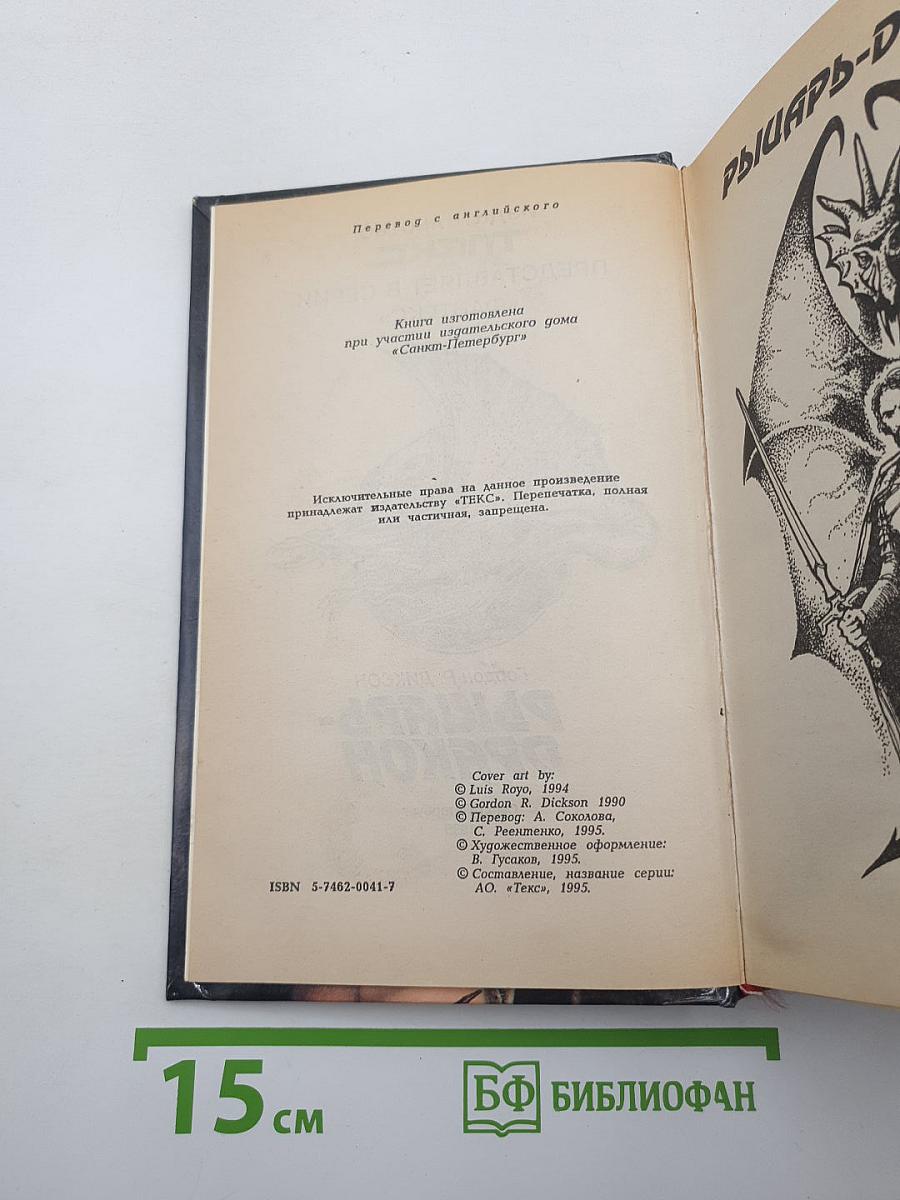 Перевод с английского
Книга изготовлена
при участии издательского дома
«Санкт-Петербург»
Исключительные права на данное произведение
принадлежат издательству «ТЕКС». Перепечатка, полная
или частичная, запрещена.
Cover art by:
© Luis Royo, 1994
© Gordon R. Dickson 1990
© Перевод: А. Соколова,
С. Реентенко, 1995.
© Художественное оформление:
В. Гусаков, 1995.
© Составление, название серии:
АО. «Текс», 1995.
ISBN 5-7462-0041-7
РЫЦАРЬ-D
15 см
БФ БИБЛИОФАН